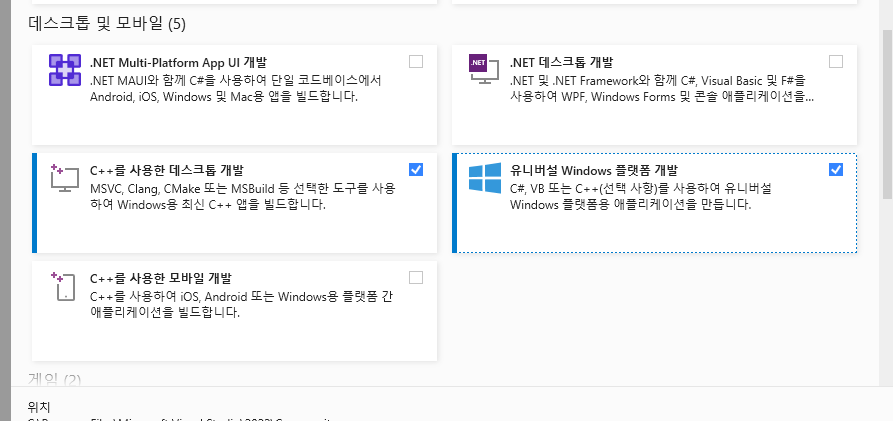 데스크톱 및 모바일 (5)
.NET Multi-Platform App UI 개발
.NET MAUI와 함께 C#을 사용하여 단일 코드베이스에서
Android, iOS, Windows 및 Mac용 앱을 빌드합니다.
.NET
.NET 데스크톱 개발
.NET 및 .NET Framework와 함께 C#, Visual Basic 및 F#을
사용하여 WPF, Windows Forms 및 콘솔 애플리케이션을...
C++를 사용한 데스크톱 개발
MSVC, Clang, CMake 또는 MSBuild 등 선택한 도구를 사용
하여 Windows용 최신 C++ 앱을 빌드합니다.
유니버설 Windows 플랫폼 개발
C#, VB 또는 C++(선택 사항)를 사용하여 유니버설
Windows 플랫폼용 애플리케이션을 만듭니다.
C++를 사용한 모바일 개발
C++를 사용하여 iOS, Android 또는 Windows용 플랫폼 간
애플리케이션을 빌드합니다.
게임 (2)
위치